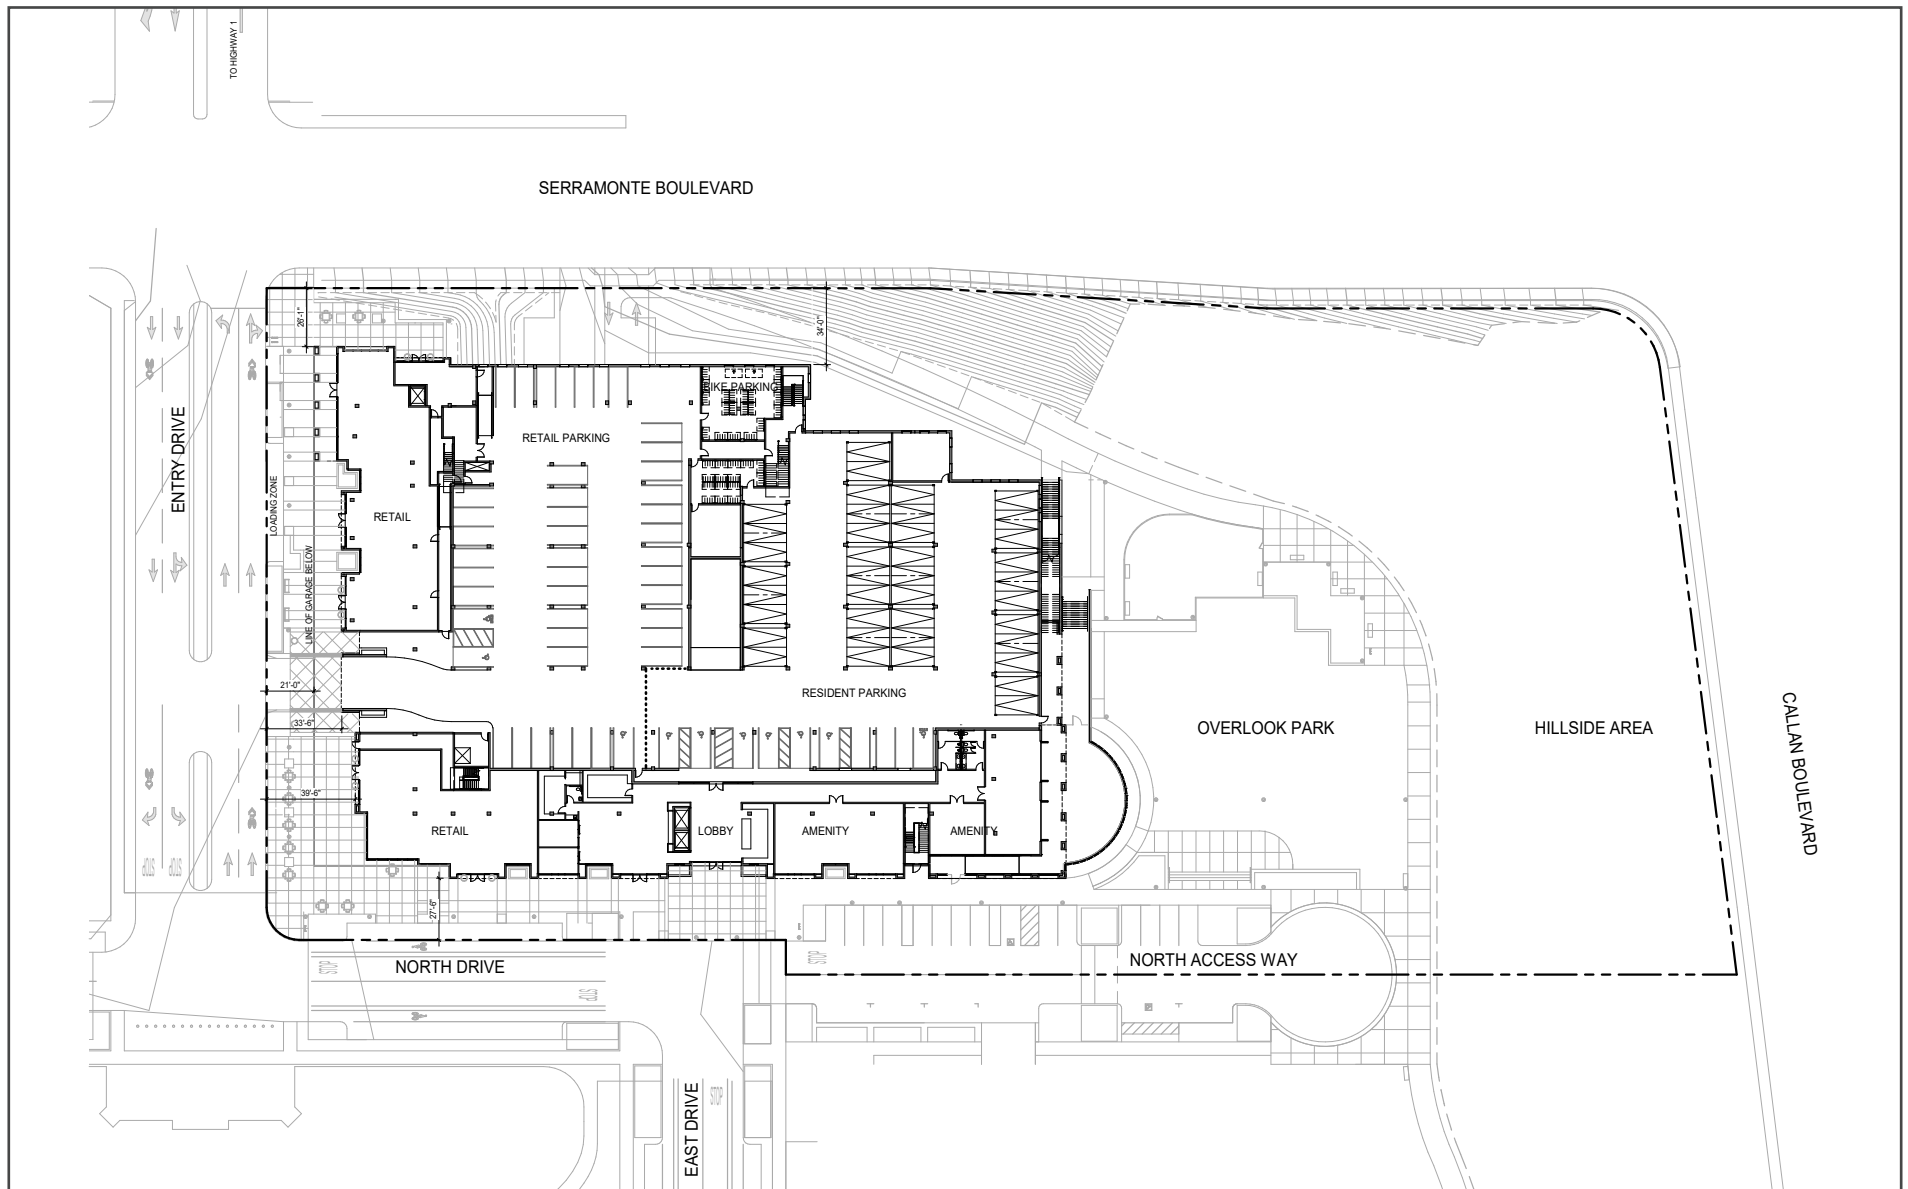 TO HIGHWAY 1
SERRAMONTE BOULEVARD
26'-1"
34'-0"
BIKE PARKING
RETAIL PARKING
ENTRY DRIVE
LOADING ZONE
RETAIL
LINE OF GARAGE BELOW
21'-0"
RESIDENT PARKING
33'-6"
OVERLOOK PARK
HILLSIDE AREA
CALLAN BOULEVARD
39'-6"
RETAIL
LOBBY
AMENITY
AMENITY
STOP
STOP
27'-6"
NORTH DRIVE
STOP
STOP
STOP
NORTH ACCESS WAY
EAST DRIVE
STOP